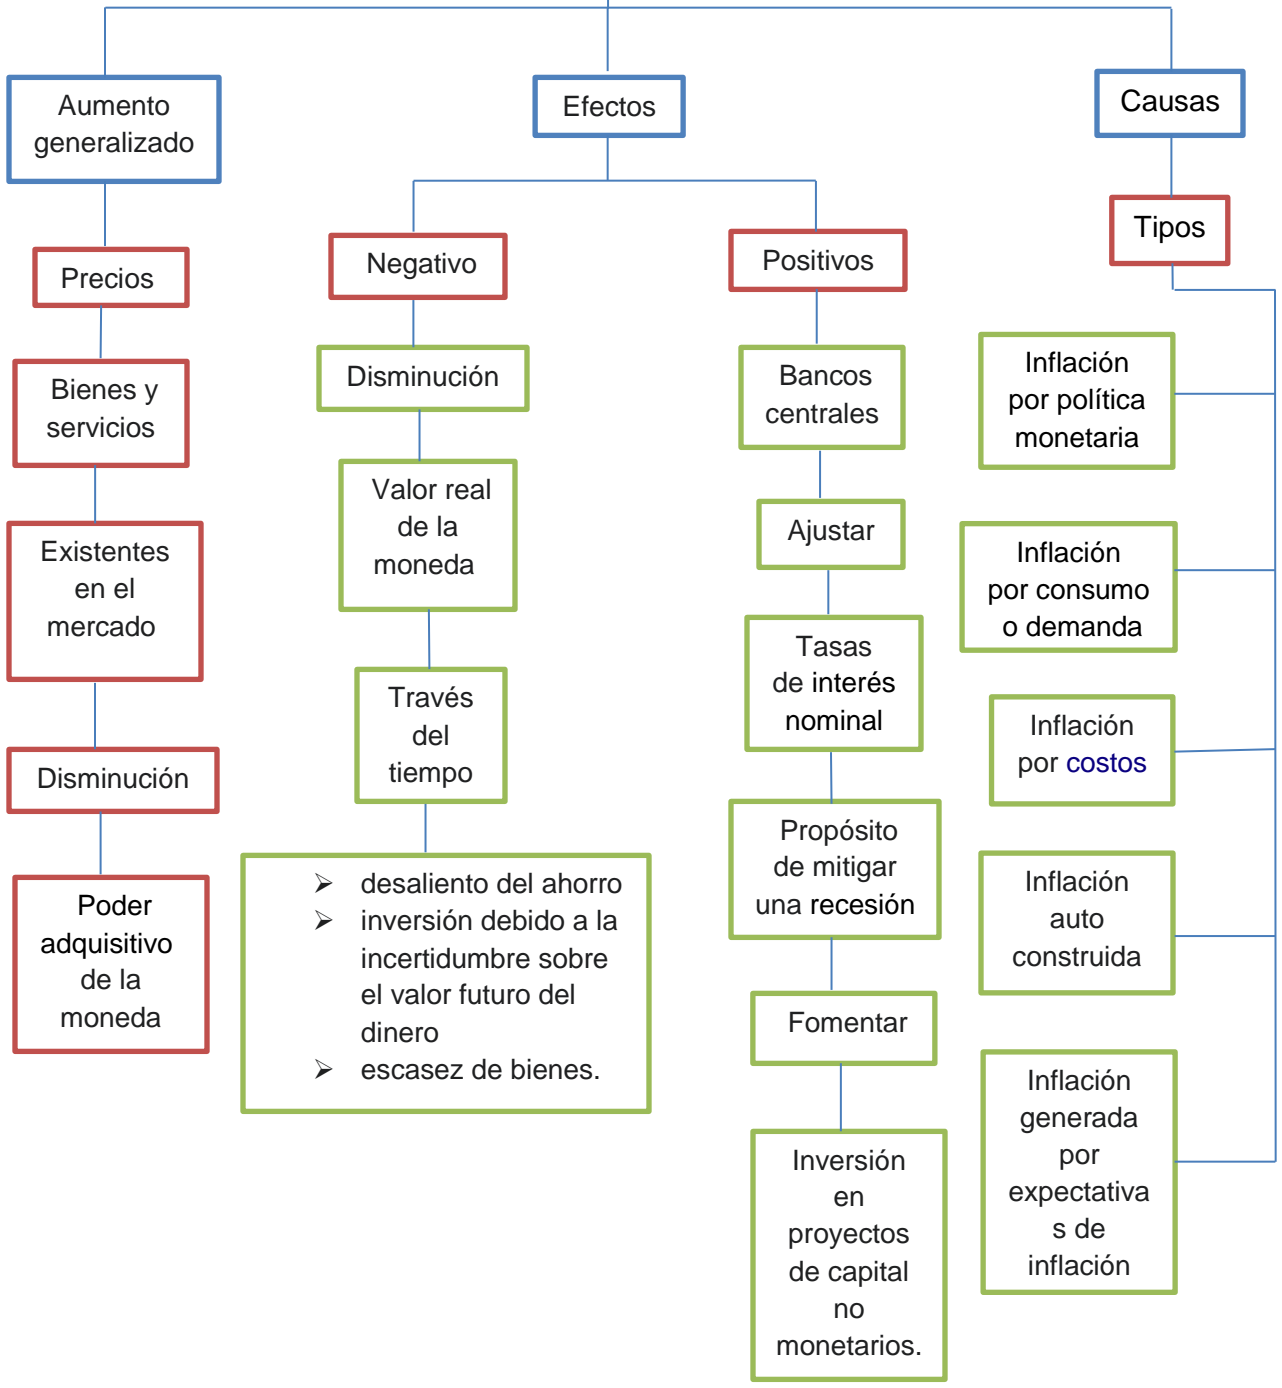 Aumento
generalizado
Precios
Bienes y
servicios
Existentes
en el
mercado
Disminución
Poder
adquisitivo
de la
moneda
Efectos
Negativo
Disminución
Valor real
de la
moneda
Través
del
tiempo
➢ desaliento del ahorro
➢ inversión debido a la
incertidumbre sobre
el valor futuro del
dinero
➢ escasez de bienes.
Positivos
Bancos
centrales
Ajustar
Tasas
de interés
nominal
Propósito
de mitigar
una recesión
Fomentar
Inversión
en
proyectos
de capital
no
monetarios.
Causas
Tipos
Inflación
por política
monetaria
Inflación
por consumo
o demanda
Inflación
por costos
Inflación
auto
construida
Inflación
generada
por
expectativa
s de
inflación